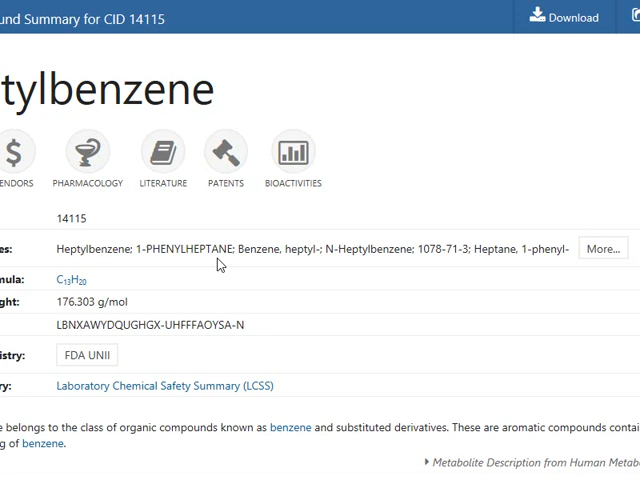 und Summary for CID 14115
Download
tylbenzene
$
ENDORS
PHARMACOLOGY
LITERATURE
PATENTS
BIOACTIVITIES
14115
es: Heptylbenzene; 1-PHENYLHEPTANE; Benzene, heptyl-; N-Heptylbenzene; 1078-71-3; Heptane, 1-phenyl- More...
mula: C₁₃H₂₀
ght: 176.303 g/mol
LBNXAWYDQUGHGX-UHFFFAOYSA-N
istry: FDA UNII
ry: Laboratory Chemical Safety Summary (LCSS)
e belongs to the class of organic compounds known as benzene and substituted derivatives. These are aromatic compounds contai
g of benzene.
Metabolite Description from Human Metab